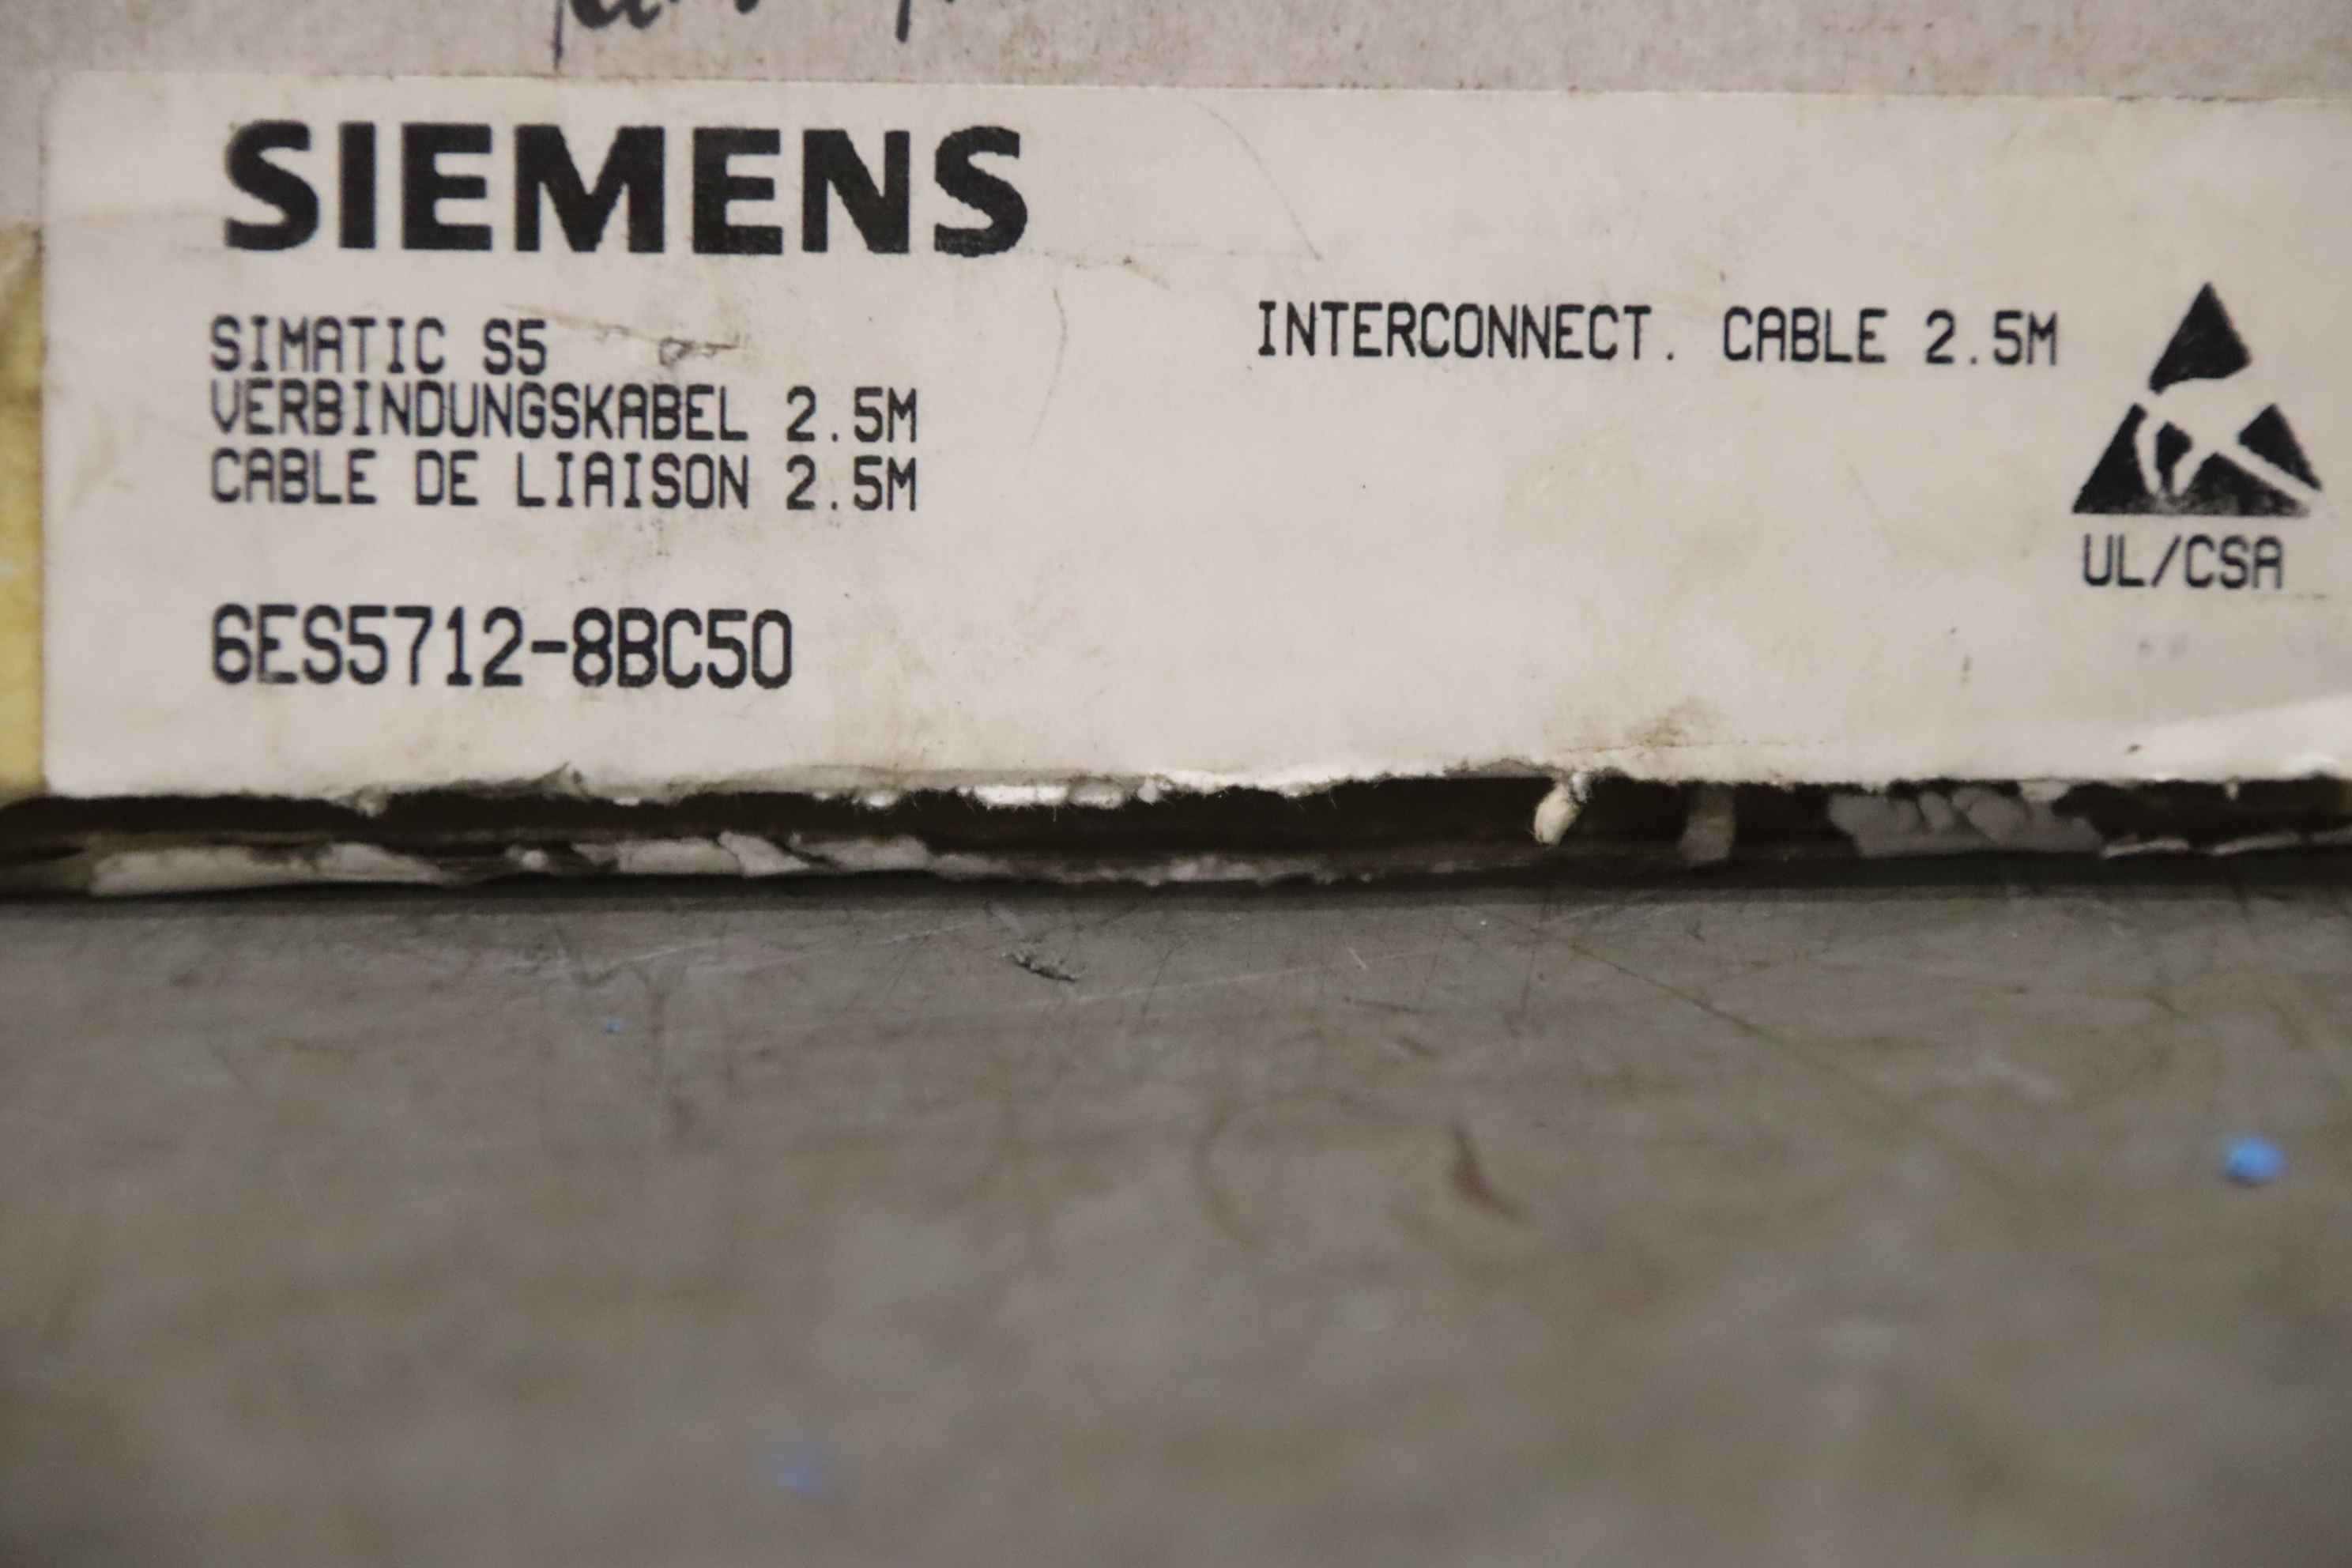 SIEMENS
SIMATIC S5
VERBINDUNGSKABEL 2.5M
CABLE DE LIAISON 2.5M
INTERCONNECT. CABLE 2.5M
UL/CSA
6ES5712-8BC50